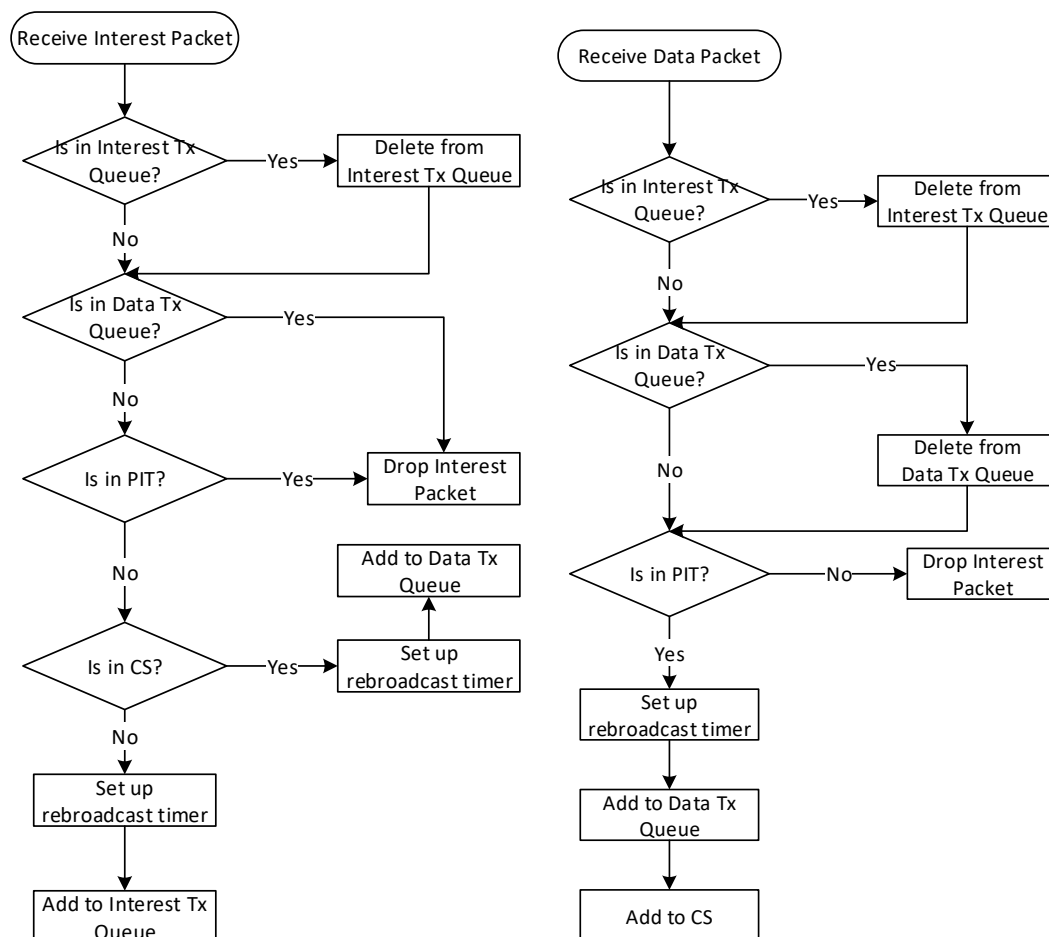 Receive Interest Packet
Is in Interest Tx
Queue?
Yes
Delete from
Interest Tx Queue
No
Is in Data Tx
Queue?
Yes
No
Is in PIT?
Yes
Drop Interest
Packet
No
Add to Data Tx
Queue
Is in CS?
Yes
Set up
rebroadcast timer
No
Set up
rebroadcast timer
Add to Interest Tx
Queue
Receive Data Packet
Is in Interest Tx
Queue?
Yes
Delete from
Interest Tx Queue
No
Is in Data Tx
Queue?
Yes
Delete from
Data Tx Queue
No
Is in PIT?
No
Drop Interest
Packet
Yes
Set up
rebroadcast timer
Add to Data Tx
Queue
Add to CS